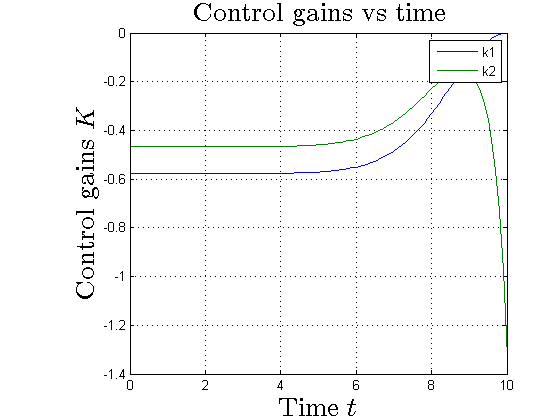 Control gains vs time
Control gains K
0
-0.2
-0.4
-0.6
-0.8
-1
-1.2
-1.4
k1
k2
0 2 4 6 8 10
Time t